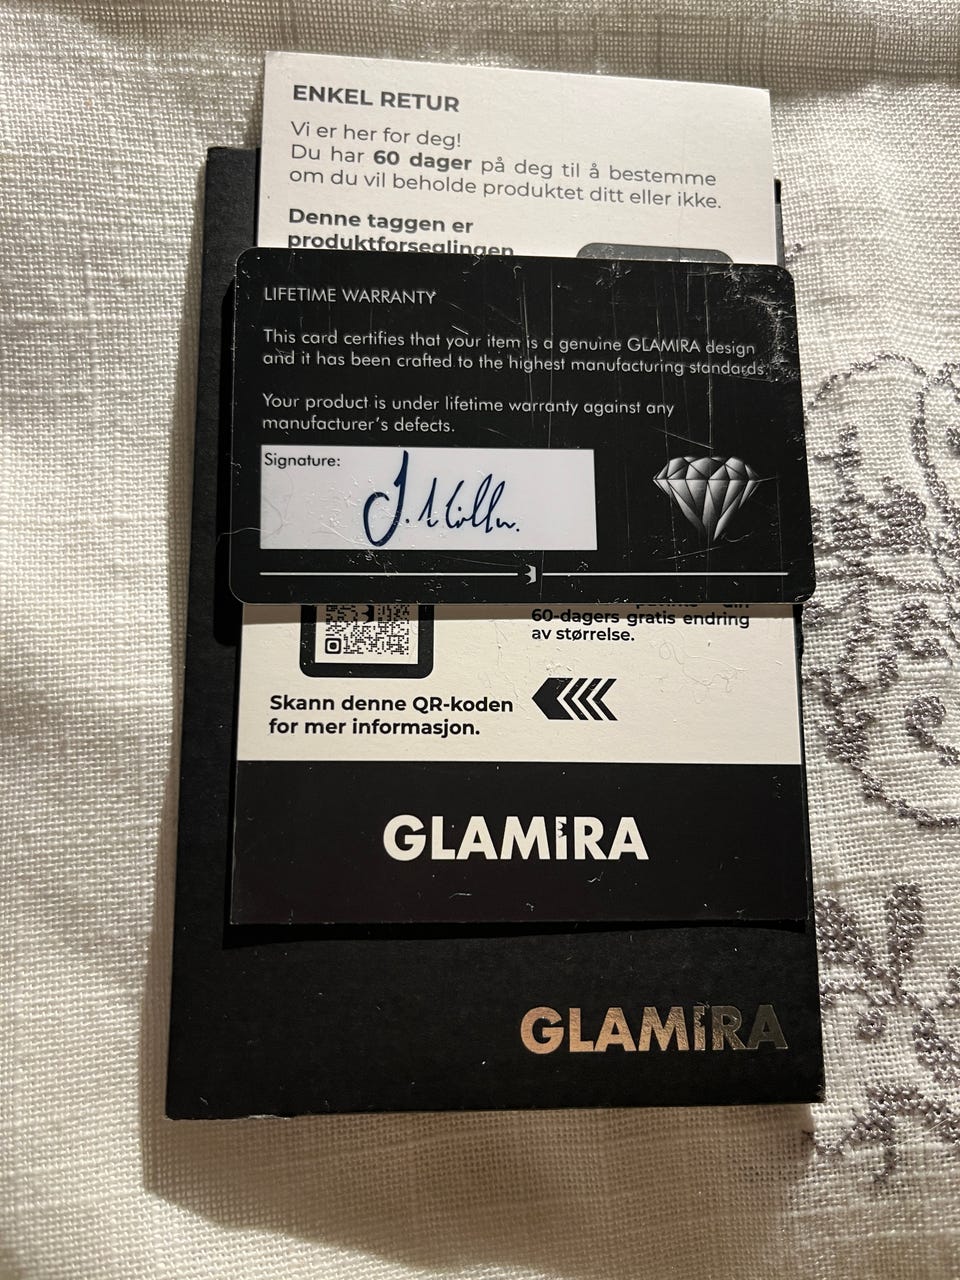 ENKEL RETUR
Vi er her for deg!
Du har 60 dager på deg til å bestemme
om du vil beholde produktet ditt eller ikke.
Denne taggen er
produktforseglingen
LIFETIME WARRANTY
This card certifies that your item is a genuine GLAMIRA design
and it has been crafted to the highest manufacturing standards.
Your product is under lifetime warranty against any
manufacturer's defects.
Signature:
60-dagers gratis endring
av størrelse.
Skann denne QR-koden
for mer informasjon.
GLAMIRA
GLAMIRA